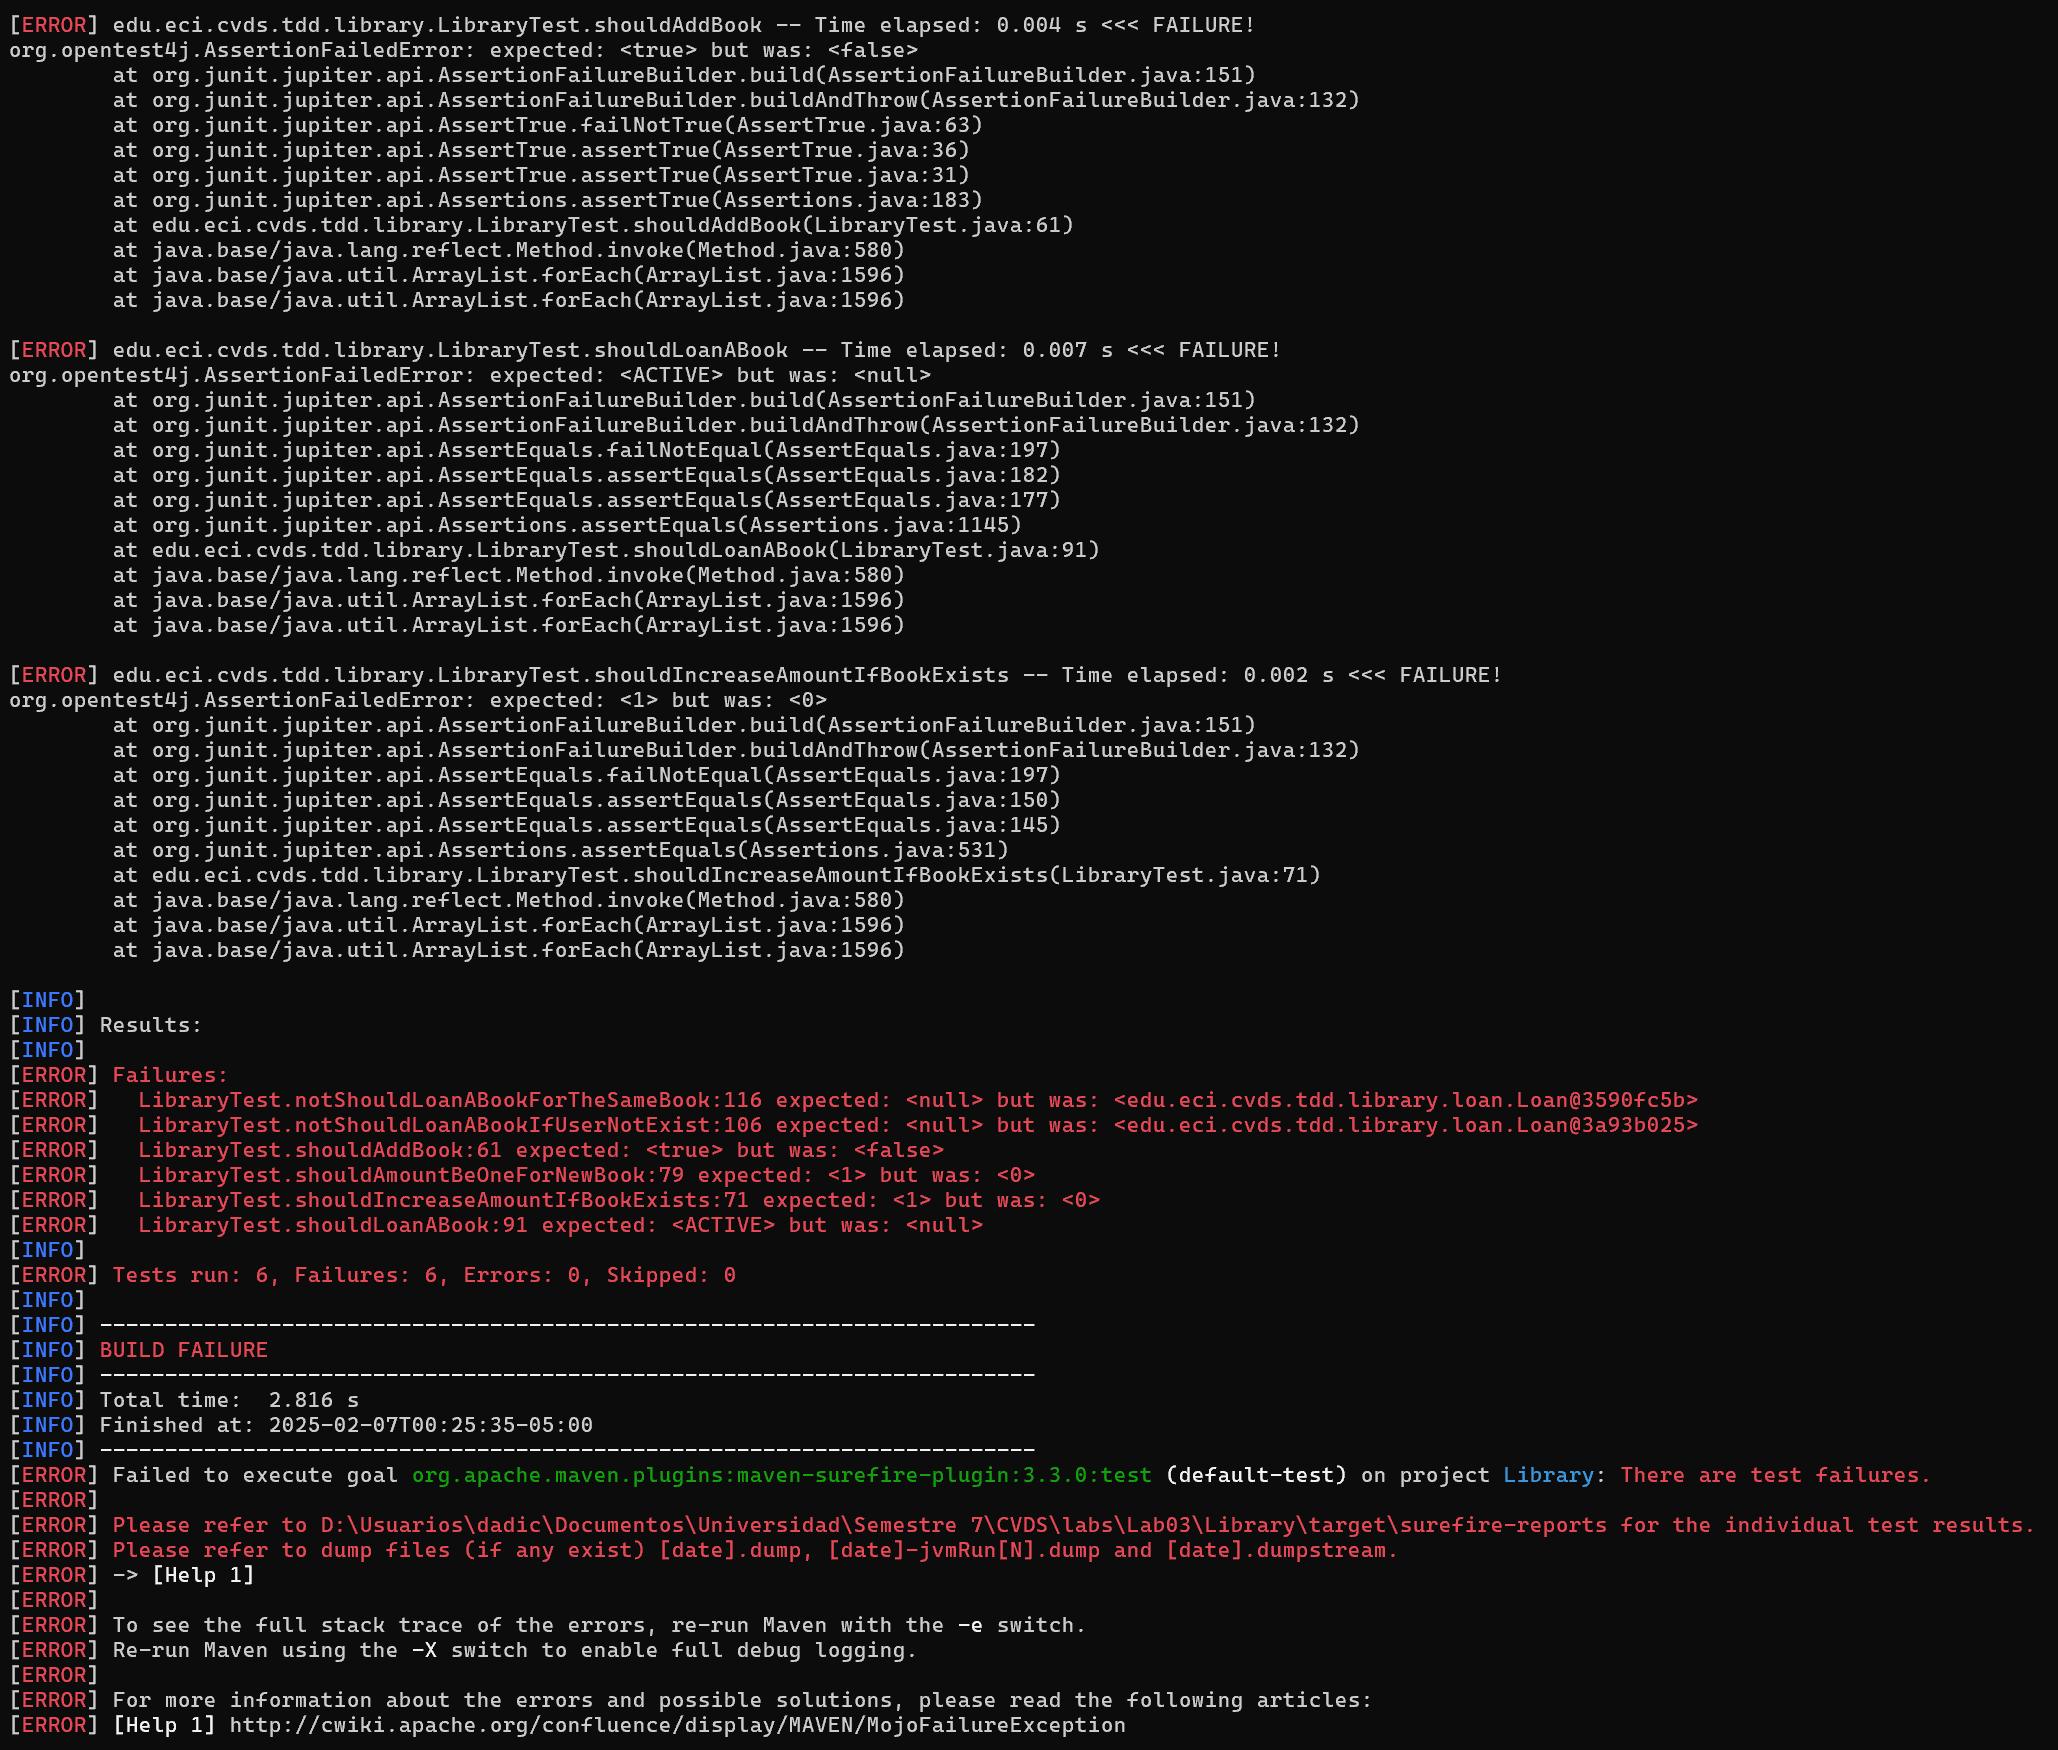 [ERROR] edu.eci.cvds.tdd.library.LibraryTest.shouldAddBook -- Time elapsed: 0.004 s <<< FAILURE!
org.opentest4j.AssertionFailedError: expected: <true> but was: <false>
        at org.junit.jupiter.api.AssertionFailureBuilder.build(AssertionFailureBuilder.java:151)
        at org.junit.jupiter.api.AssertionFailureBuilder.buildAndThrow(AssertionFailureBuilder.java:132)
        at org.junit.jupiter.api.AssertTrue.failNotTrue(AssertTrue.java:63)
        at org.junit.jupiter.api.AssertTrue.assertTrue(AssertTrue.java:36)
        at org.junit.jupiter.api.AssertTrue.assertTrue(AssertTrue.java:31)
        at org.junit.jupiter.api.Assertions.assertTrue(Assertions.java:183)
        at edu.eci.cvds.tdd.library.LibraryTest.shouldAddBook(LibraryTest.java:61)
        at java.base/java.lang.reflect.Method.invoke(Method.java:580)
        at java.base/java.util.ArrayList.forEach(ArrayList.java:1596)
        at java.base/java.util.ArrayList.forEach(ArrayList.java:1596)

[ERROR] edu.eci.cvds.tdd.library.LibraryTest.shouldLoanABook -- Time elapsed: 0.007 s <<< FAILURE!
org.opentest4j.AssertionFailedError: expected: <ACTIVE> but was: <null>
        at org.junit.jupiter.api.AssertionFailureBuilder.build(AssertionFailureBuilder.java:151)
        at org.junit.jupiter.api.AssertionFailureBuilder.buildAndThrow(AssertionFailureBuilder.java:132)
        at org.junit.jupiter.api.AssertEquals.failNotEqual(AssertEquals.java:197)
        at org.junit.jupiter.api.AssertEquals.assertEquals(AssertEquals.java:182)
        at org.junit.jupiter.api.AssertEquals.assertEquals(AssertEquals.java:177)
        at org.junit.jupiter.api.Assertions.assertEquals(Assertions.java:1145)
        at edu.eci.cvds.tdd.library.LibraryTest.shouldLoanABook(LibraryTest.java:91)
        at java.base/java.lang.reflect.Method.invoke(Method.java:580)
        at java.base/java.util.ArrayList.forEach(ArrayList.java:1596)
        at java.base/java.util.ArrayList.forEach(ArrayList.java:1596)

[ERROR] edu.eci.cvds.tdd.library.LibraryTest.shouldIncreaseAmountIfBookExists -- Time elapsed: 0.002 s <<< FAILURE!
org.opentest4j.AssertionFailedError: expected: <1> but was: <0>
        at org.junit.jupiter.api.AssertionFailureBuilder.build(AssertionFailureBuilder.java:151)
        at org.junit.jupiter.api.AssertionFailureBuilder.buildAndThrow(AssertionFailureBuilder.java:132)
        at org.junit.jupiter.api.AssertEquals.failNotEqual(AssertEquals.java:197)
        at org.junit.jupiter.api.AssertEquals.assertEquals(AssertEquals.java:150)
        at org.junit.jupiter.api.AssertEquals.assertEquals(AssertEquals.java:145)
        at org.junit.jupiter.api.Assertions.assertEquals(Assertions.java:531)
        at edu.eci.cvds.tdd.library.LibraryTest.shouldIncreaseAmountIfBookExists(LibraryTest.java:71)
        at java.base/java.lang.reflect.Method.invoke(Method.java:580)
        at java.base/java.util.ArrayList.forEach(ArrayList.java:1596)
        at java.base/java.util.ArrayList.forEach(ArrayList.java:1596)

[INFO]
[INFO] Results:
[INFO]
[ERROR] Failures:
[ERROR]   LibraryTest.notShouldLoanABookForTheSameBook:116 expected: <null> but was: <edu.eci.cvds.tdd.library.loan.Loan@3590fc5b>
[ERROR]   LibraryTest.notShouldLoanABookIfUserNotExist:106 expected: <null> but was: <edu.eci.cvds.tdd.library.loan.Loan@3a93b025>
[ERROR]   LibraryTest.shouldAddBook:61 expected: <true> but was: <false>
[ERROR]   LibraryTest.shouldAmountBeOneForNewBook:79 expected: <1> but was: <0>
[ERROR]   LibraryTest.shouldIncreaseAmountIfBookExists:71 expected: <1> but was: <0>
[ERROR]   LibraryTest.shouldLoanABook:91 expected: <ACTIVE> but was: <null>
[INFO]
[ERROR] Tests run: 6, Failures: 6, Errors: 0, Skipped: 0
[INFO]
[INFO] ------------------------------------------------------------------------
[INFO] BUILD FAILURE
[INFO] ------------------------------------------------------------------------
[INFO] Total time:  2.816 s
[INFO] Finished at: 2025-02-07T00:25:35-05:00
[INFO] ------------------------------------------------------------------------
[ERROR] Failed to execute goal org.apache.maven.plugins:maven-surefire-plugin:3.3.0:test (default-test) on project Library: There are test failures.
[ERROR]
[ERROR] Please refer to D:\Usuarios\dadic\Documentos\Universidad\Semestre 7\CVDS\labs\Lab03\Library\target\surefire-reports for the individual test results.
[ERROR] Please refer to dump files (if any exist) [date].dump, [date]-jvmRun[N].dump and [date].dumpstream.
[ERROR] -> [Help 1]
[ERROR]
[ERROR] To see the full stack trace of the errors, re-run Maven with the -e switch.
[ERROR] Re-run Maven using the -X switch to enable full debug logging.
[ERROR]
[ERROR] For more information about the errors and possible solutions, please read the following articles:
[ERROR] [Help 1] http://cwiki.apache.org/confluence/display/MAVEN/MojoFailureException